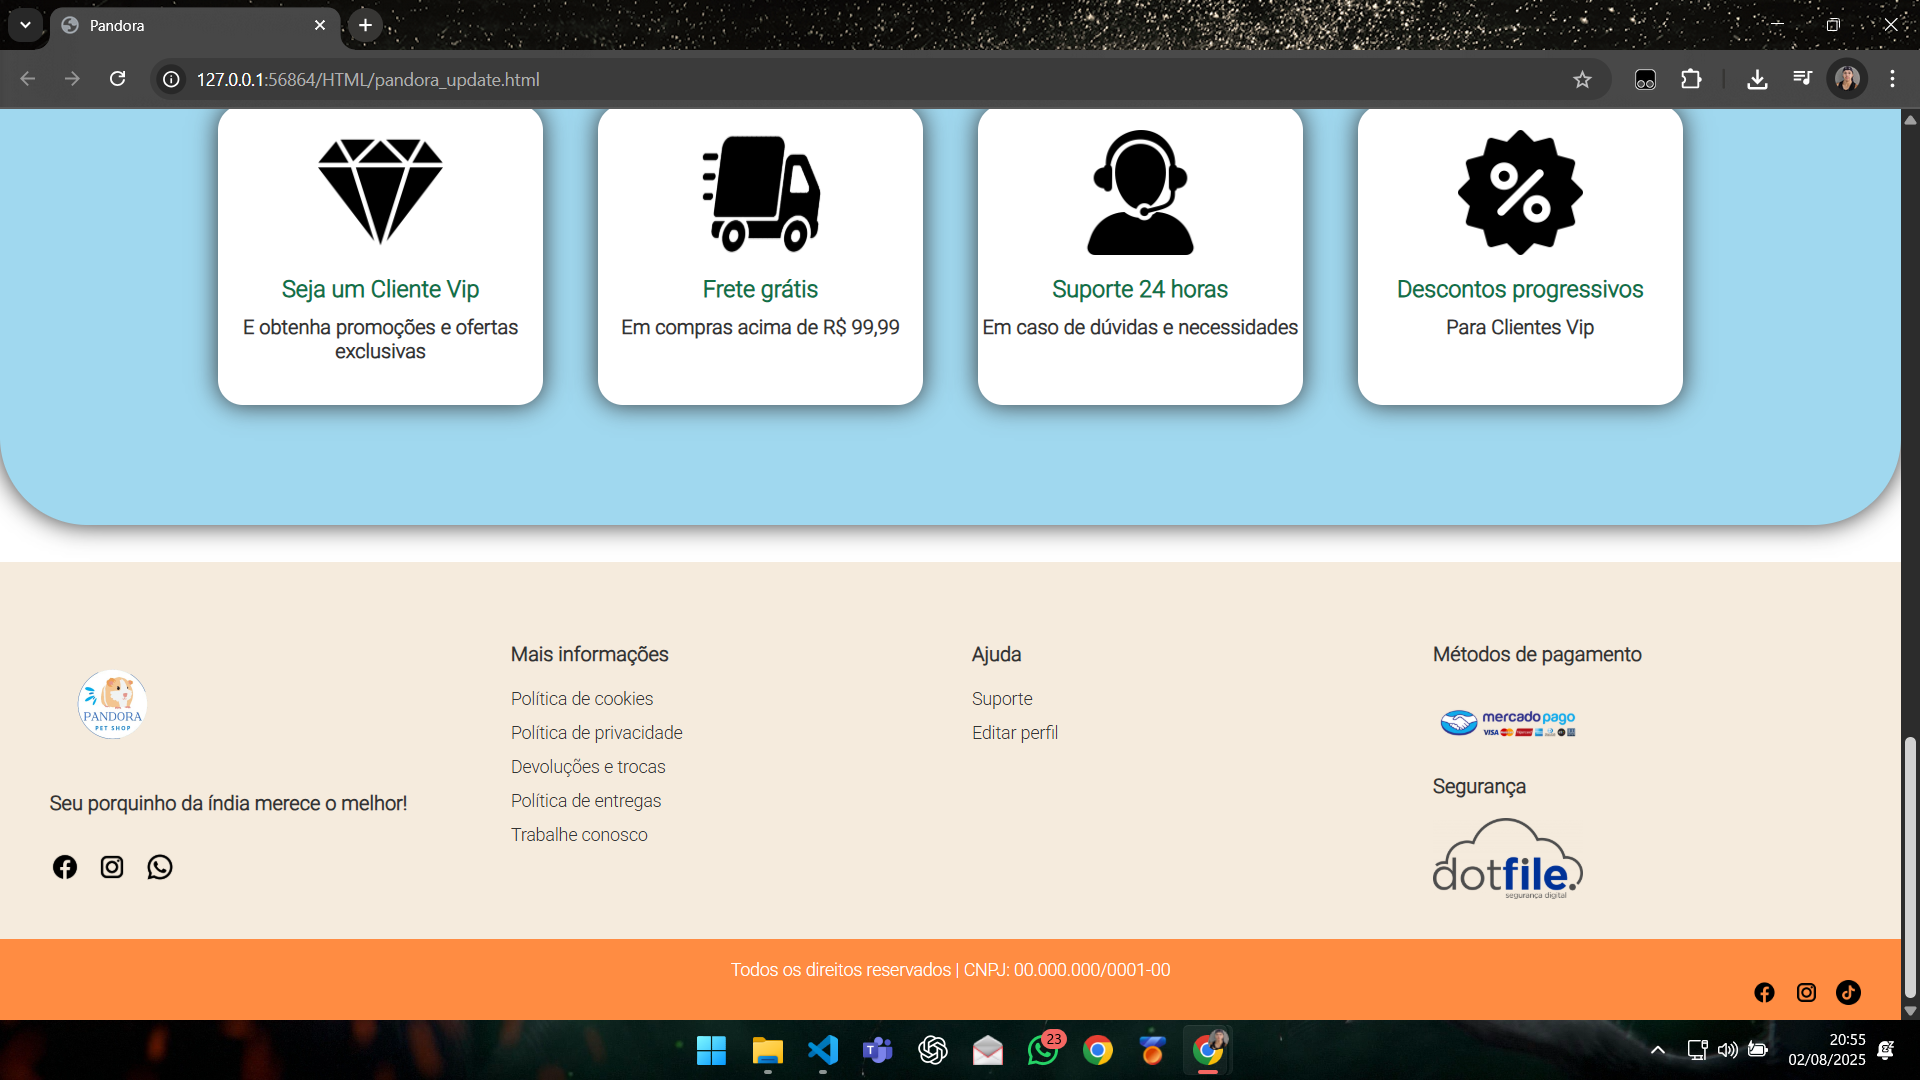 Pandora
127.0.0.1:56864/HTML/pandora_update.html
Seja um Cliente Vip
E obtenha promoções e ofertas
exclusivas
Frete grátis
Em compras acima de R$ 99,99
Suporte 24 horas
Em caso de dúvidas e necessidades
Descontos progressivos
Para Clientes Vip
PANDORA
PET SHOP
Seu porquinho da índia merece o melhor!
Mais informações
Política de cookies
Política de privacidade
Devoluções e trocas
Política de entregas
Trabalhe conosco
Ajuda
Suporte
Editar perfil
Métodos de pagamento
mercado pago
VISA
Segurança
dotfile.
segurança digital
Todos os direitos reservados | CNPJ: 00.000.000/0001-00
23
20:55
02/08/2025